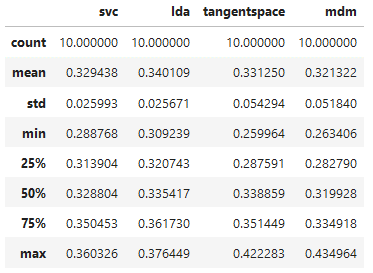 svc lda tangentspace mdm
count 10.000000 10.000000 10.000000 10.000000
mean 0.329438 0.340109 0.331250 0.321322
std 0.025993 0.025671 0.054294 0.051840
min 0.288768 0.309239 0.259964 0.263406
25% 0.313904 0.320743 0.287591 0.282790
50% 0.328804 0.335417 0.338859 0.319928
75% 0.350453 0.361730 0.351449 0.334918
max 0.360326 0.376449 0.422283 0.434964